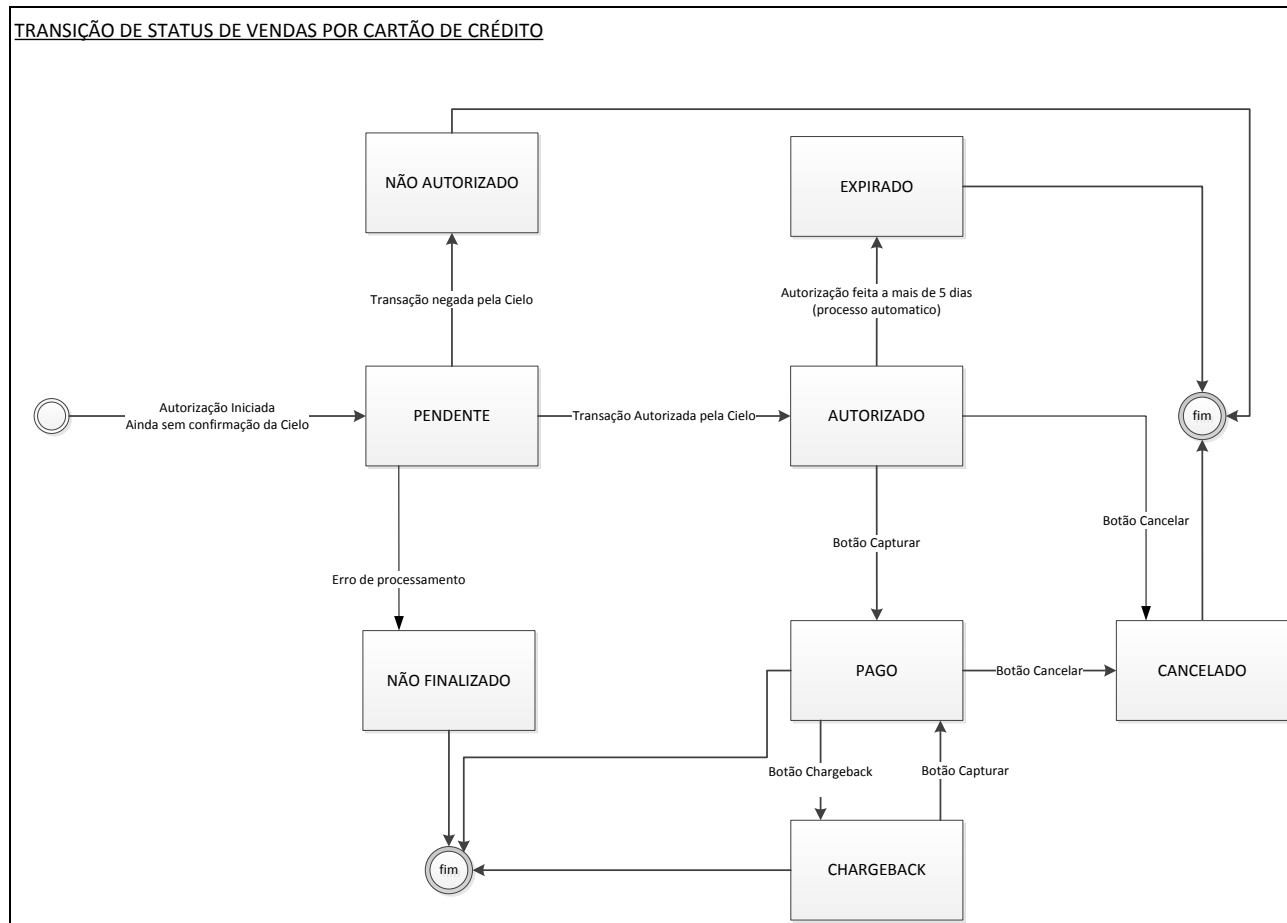 TRANSIÇÃO DE STATUS DE VENDAS POR CARTÃO DE CRÉDITO
NÃO AUTORIZADO
EXPIRADO
Transação negada pela Cielo
Autorização feita a mais de 5 dias
(processo automatico)
Autorização Iniciada
Ainda sem confirmação da Cielo
PENDENTE
Transação Autorizada pela Cielo
AUTORIZADO
fim
Botão Cancelar
Botão Capturar
Erro de processamento
NÃO FINALIZADO
PAGO
Botão Cancelar
CANCELADO
Botão Chargeback
Botão Capturar
fim
CHARGEBACK